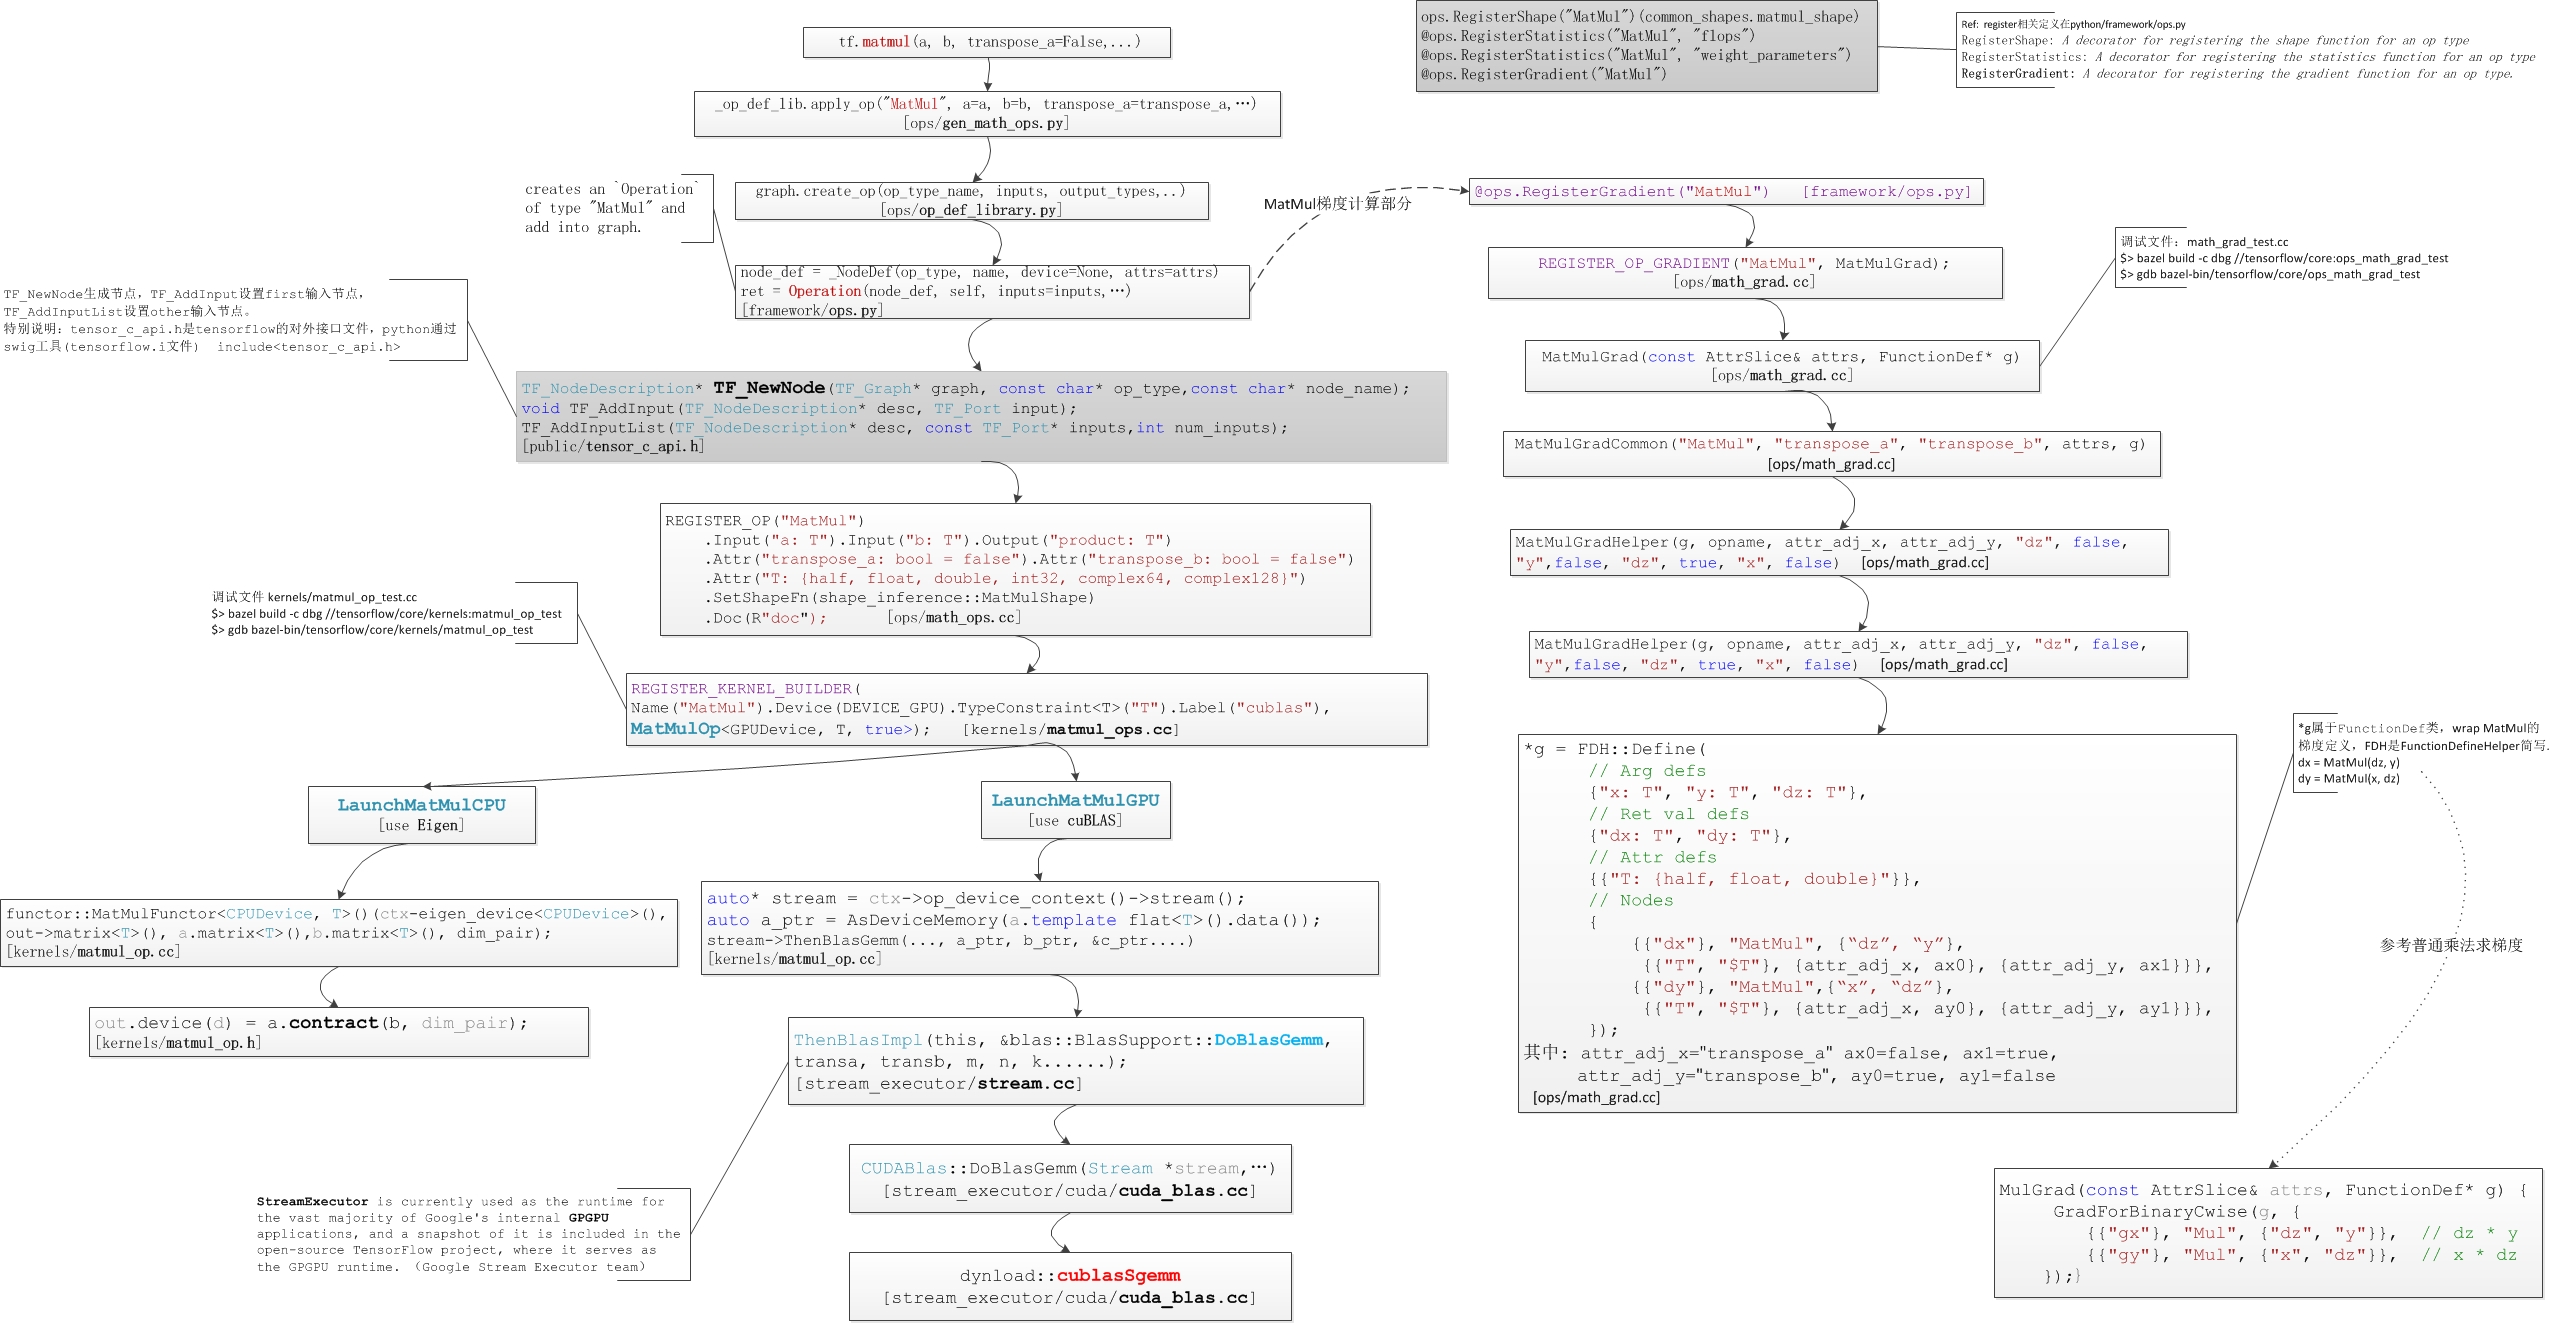 tf.matmul(a, b, transpose_a=False,...)
_op_def_lib.apply_op("MatMul", a=a, b=b, transpose_a=transpose_a,…)
[ops/gen_math_ops.py]
creates an `Operation`
of type "MatMul" and
add into graph.
graph.create_op(op_type_name, inputs, output_types,..)
[ops/op_def_library.py]
node_def = _NodeDef(op_type, name, device=None, attrs=attrs)
ret = Operation(node_def, self, inputs=inputs,…)
[framework/ops.py]
TF_NewNode生成节点，TF_AddInput设置first输入节点，
TF_AddInputList设置other输入节点。
特别说明：tensor_c_api.h是tensorflow的对外接口文件，python通过
swig工具(tensorflow.i文件)  include<tensor_c_api.h>
TF_NodeDescription* TF_NewNode(TF_Graph* graph, const char* op_type,const char* node_name);
void TF_AddInput(TF_NodeDescription* desc, TF_Port input);
TF_AddInputList(TF_NodeDescription* desc, const TF_Port* inputs,int num_inputs);
[public/tensor_c_api.h]
REGISTER_OP("MatMul")
.Input("a: T").Input("b: T").Output("product: T")
.Attr("transpose_a: bool = false").Attr("transpose_b: bool = false")
.Attr("T: {half, float, double, int32, complex64, complex128}")
.SetShapeFn(shape_inference::MatMulShape)
.Doc(R"doc");      [ops/math_ops.cc]
调试文件 kernels/matmul_op_test.cc
$> bazel build -c dbg //tensorflow/core/kernels:matmul_op_test
$> gdb bazel-bin/tensorflow/core/kernels/matmul_op_test
REGISTER_KERNEL_BUILDER(
Name("MatMul").Device(DEVICE_GPU).TypeConstraint<T>("T").Label("cublas"),
MatMulOp<GPUDevice, T, true>);   [kernels/matmul_ops.cc]
LaunchMatMulCPU
[use Eigen]
LaunchMatMulGPU
[use cuBLAS]
functor::MatMulFunctor<CPUDevice, T>()(ctx-eigen_device<CPUDevice>(),
out->matrix<T>(), a.matrix<T>(),b.matrix<T>(), dim_pair);
[kernels/matmul_op.cc]
out.device(d) = a.contract(b, dim_pair);
[kernels/matmul_op.h]
auto* stream = ctx->op_device_context()->stream();
auto a_ptr = AsDeviceMemory(a.template flat<T>().data());
stream->ThenBlasGemm(..., a_ptr, b_ptr, &c_ptr....)
[kernels/matmul_op.cc]
ThenBlasImpl(this, &blas::BlasSupport::DoBlasGemm,
transa, transb, m, n, k......);
[stream_executor/stream.cc]
StreamExecutor is currently used as the runtime for
the vast majority of Google's internal GPGPU
applications, and a snapshot of it is included in the
open-source TensorFlow project, where it serves as
the GPGPU runtime. （Google Stream Executor team）
CUDABlas::DoBlasGemm(Stream *stream,…)
[stream_executor/cuda/cuda_blas.cc]
dynload::cublasSgemm
[stream_executor/cuda/cuda_blas.cc]
ops.RegisterShape("MatMul")(common_shapes.matmul_shape)
@ops.RegisterStatistics("MatMul", "flops")
@ops.RegisterStatistics("MatMul", "weight_parameters")
@ops.RegisterGradient("MatMul")
Ref:  register相关定义在python/framework/ops.py
RegisterShape: A decorator for registering the shape function for an op type
RegisterStatistics: A decorator for registering the statistics function for an op type
RegisterGradient: A decorator for registering the gradient function for an op type.
MatMul梯度计算部分
@ops.RegisterGradient("MatMul")   [framework/ops.py]
REGISTER_OP_GRADIENT("MatMul", MatMulGrad);
[ops/math_grad.cc]
调试文件：math_grad_test.cc
$> bazel build -c dbg //tensorflow/core:ops_math_grad_test
$> gdb bazel-bin/tensorflow/core/ops_math_grad_test
MatMulGrad(const AttrSlice& attrs, FunctionDef* g)
[ops/math_grad.cc]
MatMulGradCommon("MatMul", "transpose_a", "transpose_b", attrs, g)
[ops/math_grad.cc]
MatMulGradHelper(g, opname, attr_adj_x, attr_adj_y, "dz", false,
"y",false, "dz", true, "x", false)  [ops/math_grad.cc]
MatMulGradHelper(g, opname, attr_adj_x, attr_adj_y, "dz", false,
"y",false, "dz", true, "x", false)  [ops/math_grad.cc]
*g = FDH::Define(
// Arg defs
{"x: T", "y: T", "dz: T"},
// Ret val defs
{"dx: T", "dy: T"},
// Attr defs
{{"T: {half, float, double}"}},
// Nodes
{
{{"dx"}, "MatMul", {“dz”, “y”},
{{"T", "$T"}, {attr_adj_x, ax0}, {attr_adj_y, ax1}}},
{{"dy"}, "MatMul",{“x”, “dz”},
{{"T", "$T"}, {attr_adj_x, ay0}, {attr_adj_y, ay1}}},
});
其中: attr_adj_x="transpose_a" ax0=false, ax1=true,
attr_adj_y="transpose_b", ay0=true, ay1=false
[ops/math_grad.cc]
*g属于FunctionDef类，wrap MatMul的
梯度定义，FDH是FunctionDefineHelper简写.
dx = MatMul(dz, y)
dy = MatMul(x, dz)
参考普通乘法求梯度
MulGrad(const AttrSlice& attrs, FunctionDef* g) {
GradForBinaryCwise(g, {
{{"gx"}, "Mul", {"dz", "y"}},  // dz * y
{{"gy"}, "Mul", {"x", "dz"}},  // x * dz
});}